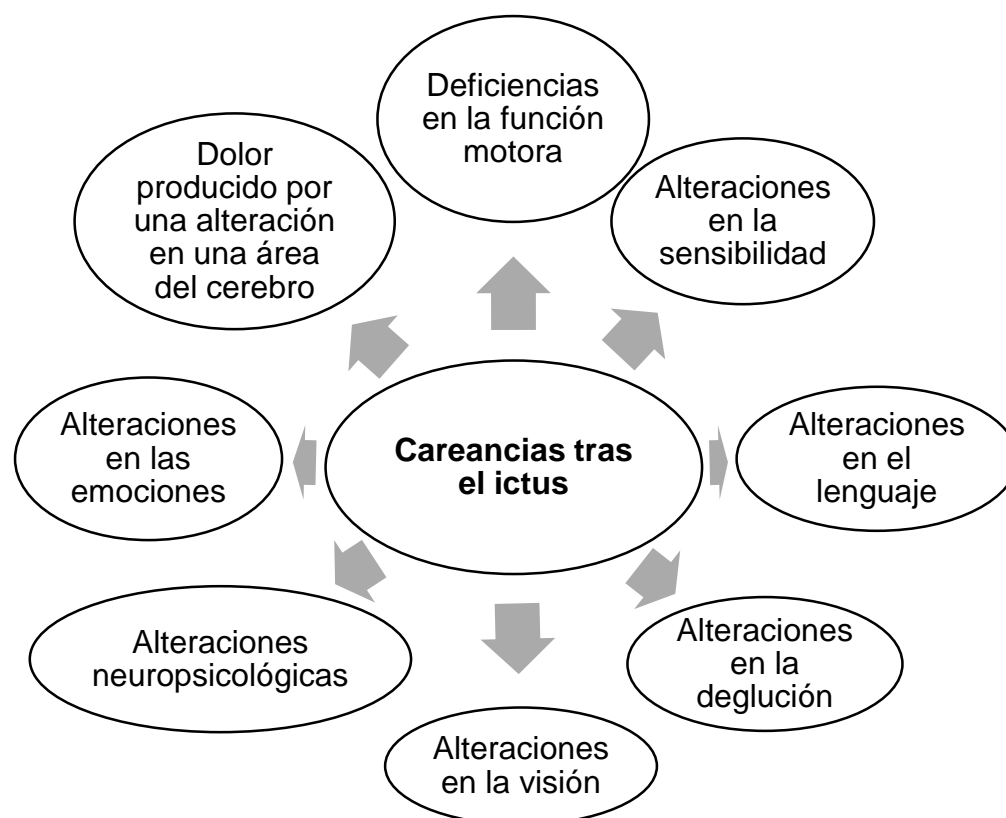 Deficiencias
en la función
motora
Dolor
producido por
una alteración
en una área
del cerebro
Alteraciones
en la
sensibilidad
Alteraciones
en las
emociones
Careancias tras
el ictus
Alteraciones
en el
lenguaje
Alteraciones
neuropsicológicas
Alteraciones
en la
deglución
Alteraciones
en la visión